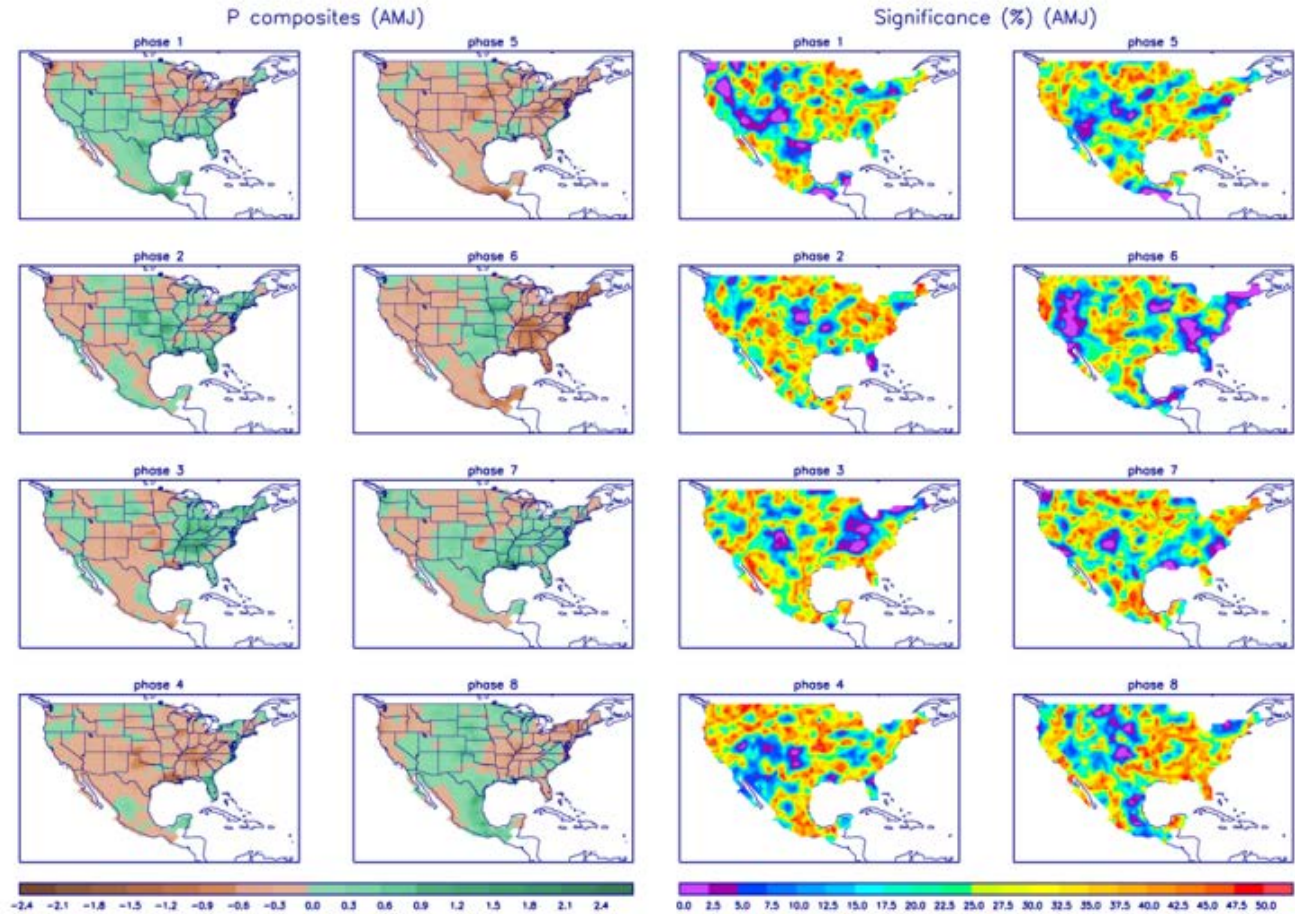 P composites (AMJ)
Significance (%) (AMJ)
phase 1
phase 5
phase 1
phase 5
phase 2
phase 6
phase 2
phase 6
phase 3
phase 7
phase 3
phase 7
phase 4
phase 8
phase 4
phase 8
-2.4 -2.1 -1.8 -1.5 -1.2 -0.9 -0.6 -0.3 0.0 0.3 0.6 0.9 1.2 1.5 1.8 2.1 2.4
0.0 2.5 5.0 7.5 10.0 12.5 15.0 17.5 20.0 22.5 25.0 27.5 30.0 32.5 35.0 37.5 40.0 42.5 45.0 47.5 50.0